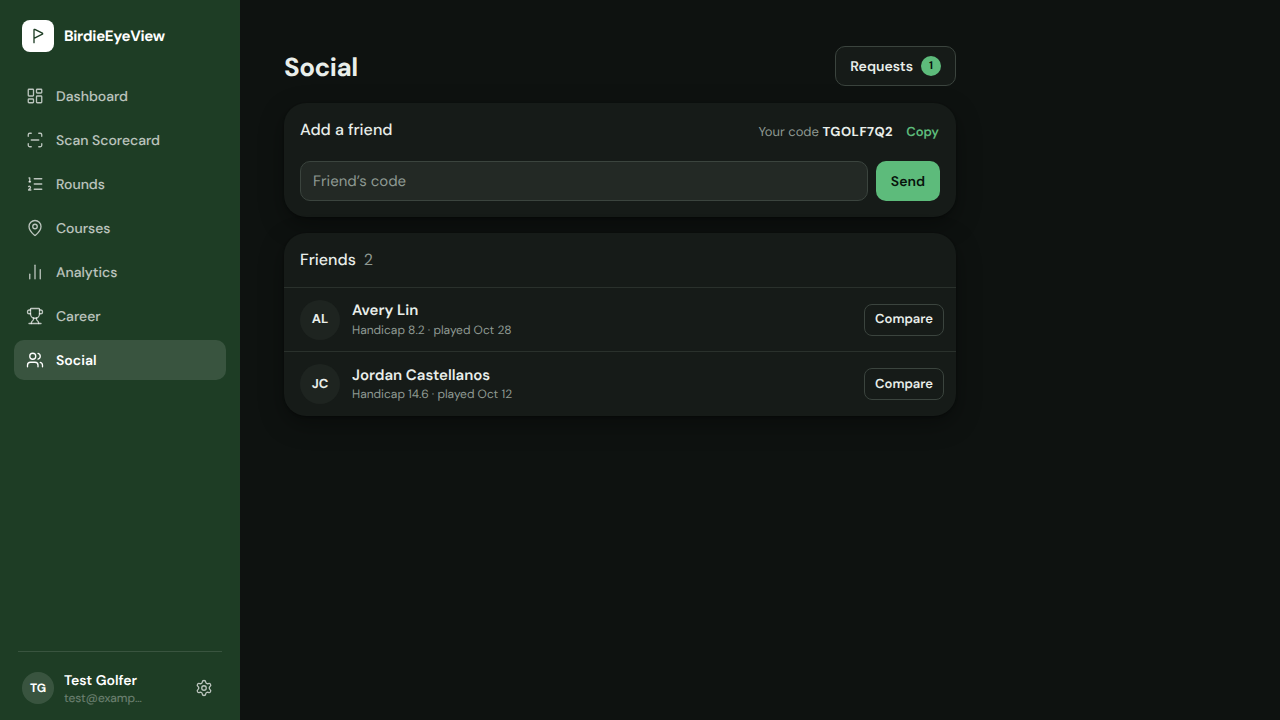 BirdieEyeView
Dashboard
Scan Scorecard
Rounds
Courses
Analytics
Career
Social
TG
Test Golfer
test@examp...
Social
Requests 1
Add a friend
Your code TGOLF7Q2 Copy
Friend's code
Send
Friends 2
AL
Avery Lin
Handicap 8.2 · played Oct 28
Compare
JC
Jordan Castellanos
Handicap 14.6 · played Oct 12
Compare